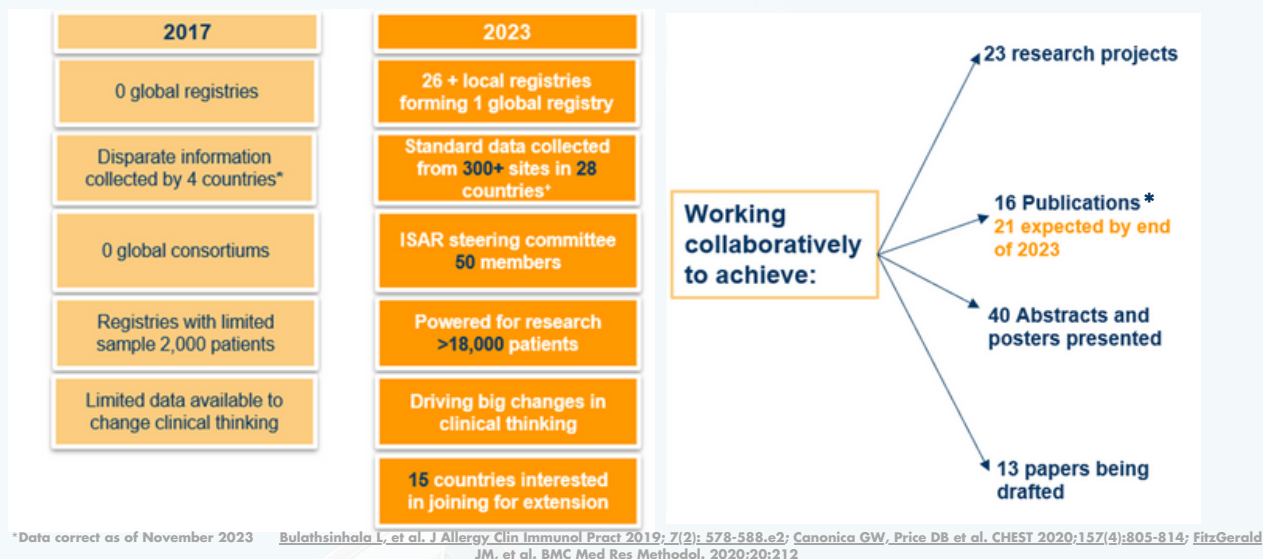 2017
0 global registries
Disparate information
collected by 4 countries*
0 global consortiums
Registries with limited
sample 2,000 patients
Limited data available to
change clinical thinking
2023
26 + local registries
forming 1 global registry
Standard data collected
from 300+ sites in 28
countries⁺
ISAR steering committee
50 members
Powered for research
>18,000 patients
Driving big changes in
clinical thinking
15 countries interested
in joining for extension
Working
collaboratively
to achieve:
23 research projects
16 Publications *
21 expected by end
of 2023
40 Abstracts and
posters presented
13 papers being
drafted
*Data correct as of November 2023 Bulathsinhala L, et al. J Allergy Clin Immunol Pract 2019; 7(2): 578-588.e2; Canonica GW, Price DB et al. CHEST 2020;157(4):805-814; FitzGerald
JM, et al. BMC Med Res Methodol. 2020;20:212